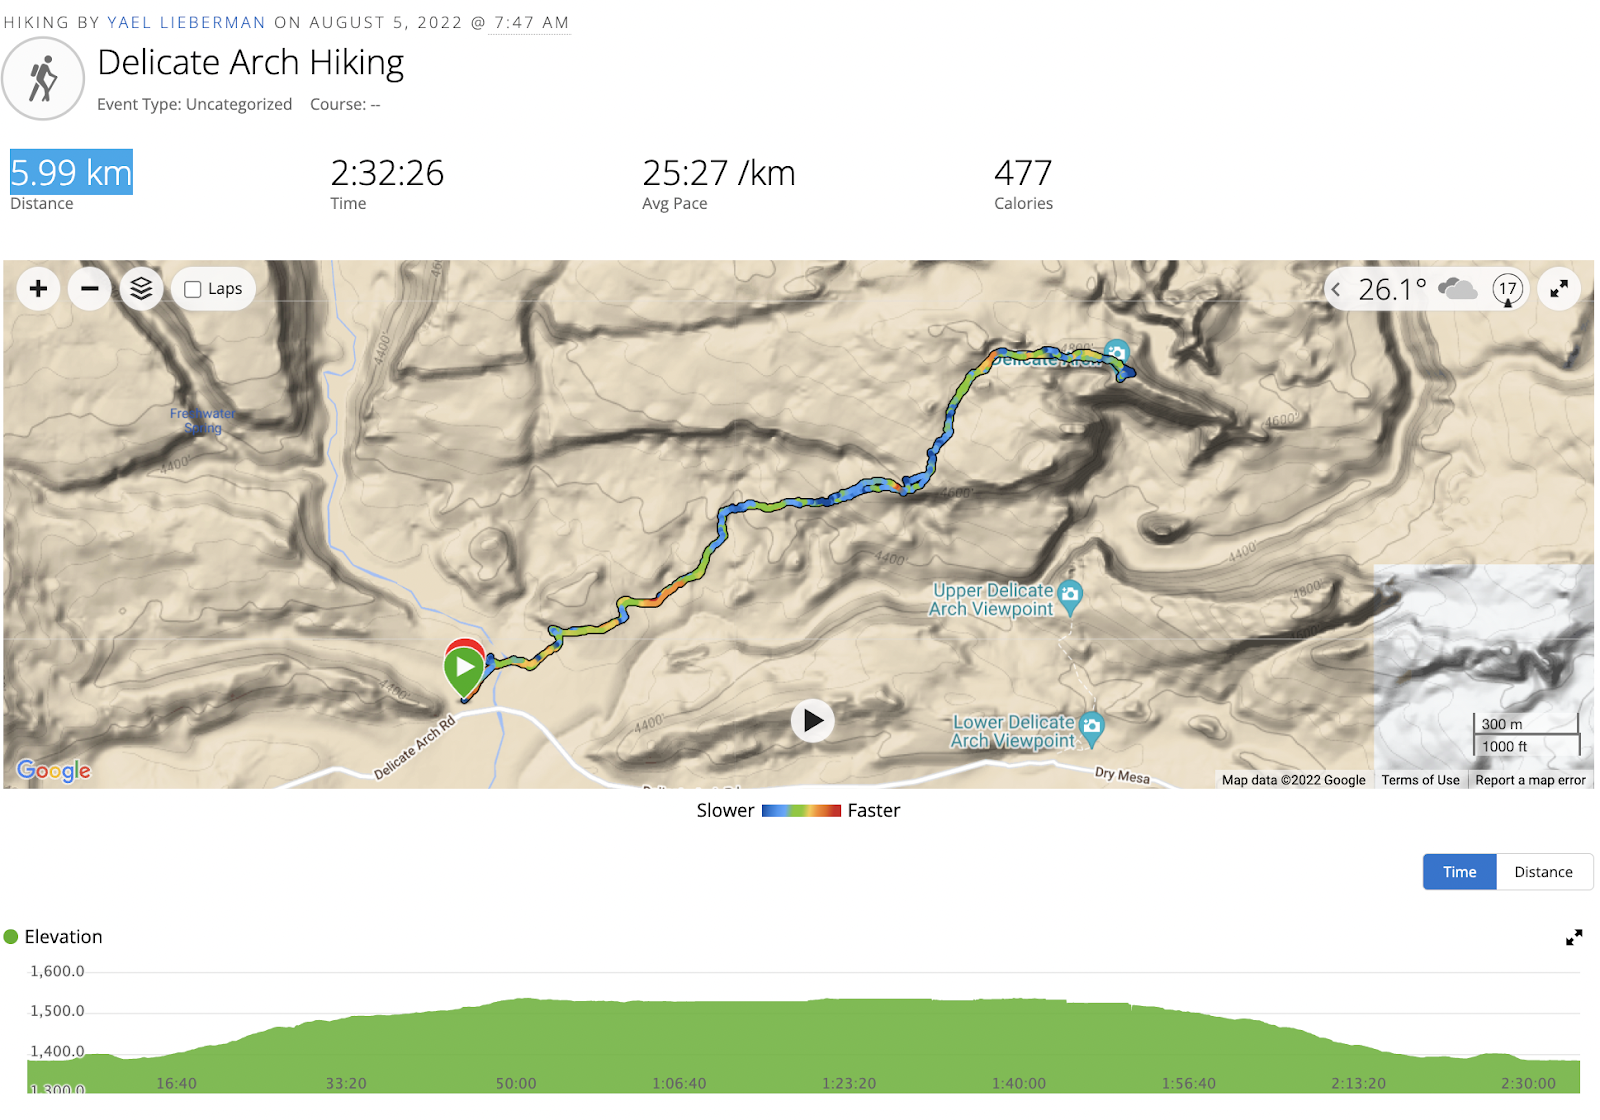 HIKING BY YAEL LIEBERMAN ON AUGUST 5, 2022 @ 7:47 AM
Delicate Arch Hiking
Event Type: Uncategorized Course: --
5.99 km 2:32:26 25:27 /km 477
Distance Time Avg Pace Calories
Laps
26.1° 17
4400'
4800'
Delicate Arch
Freshwater
Spring
4600'
4400'
4600'
4400'
4400'
Upper Delicate
Arch Viewpoint
4800'
4400'
4400'
Lower Delicate
Arch Viewpoint
Delicate Arch Rd
300 m
1000 ft
Dry Mesa
Google
Map data ©2022 Google Terms of Use Report a map error
Slower Faster
Time Distance
Elevation
1,600.0
1,500.0
1,400.0
1,300.0
16:40 33:20 50:00 1:06:40 1:23:20 1:40:00 1:56:40 2:13:20 2:30:00